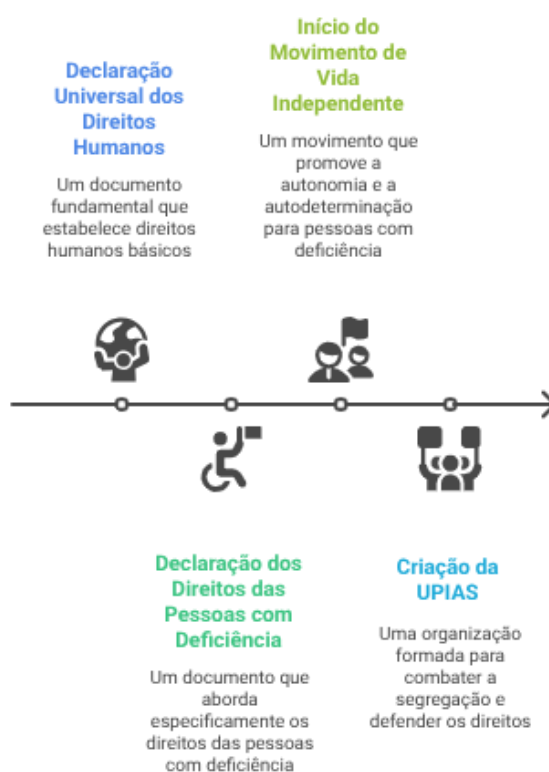 Declaração
Universal dos
Direitos
Humanos
Um documento
fundamental que
estabelece direitos
humanos básicos
Início do
Movimento de
Vida
Independente
Um movimento que
promove a
autonomia e a
autodeterminação
para pessoas com
deficiência
Declaração dos
Direitos das
Pessoas com
Deficiência
Um documento que
aborda
especificamente os
direitos das pessoas
com deficiência
Criação da
UPIAS
Uma organização
formada para
combater a
segregação e
defender os direitos